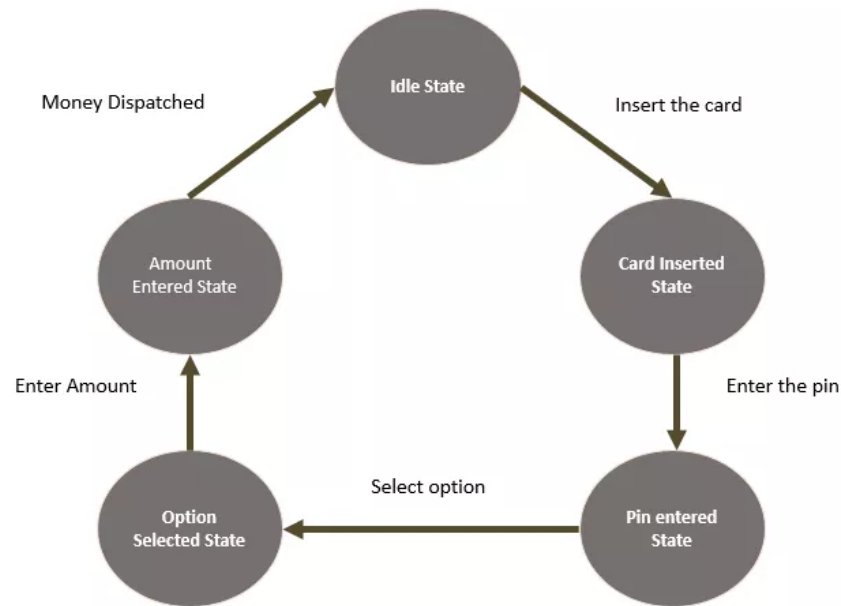 Idle State
Money Dispatched
Insert the card
Amount
Entered State
Card Inserted
State
Enter Amount
Enter the pin
Select option
Option
Selected State
Pin entered
State